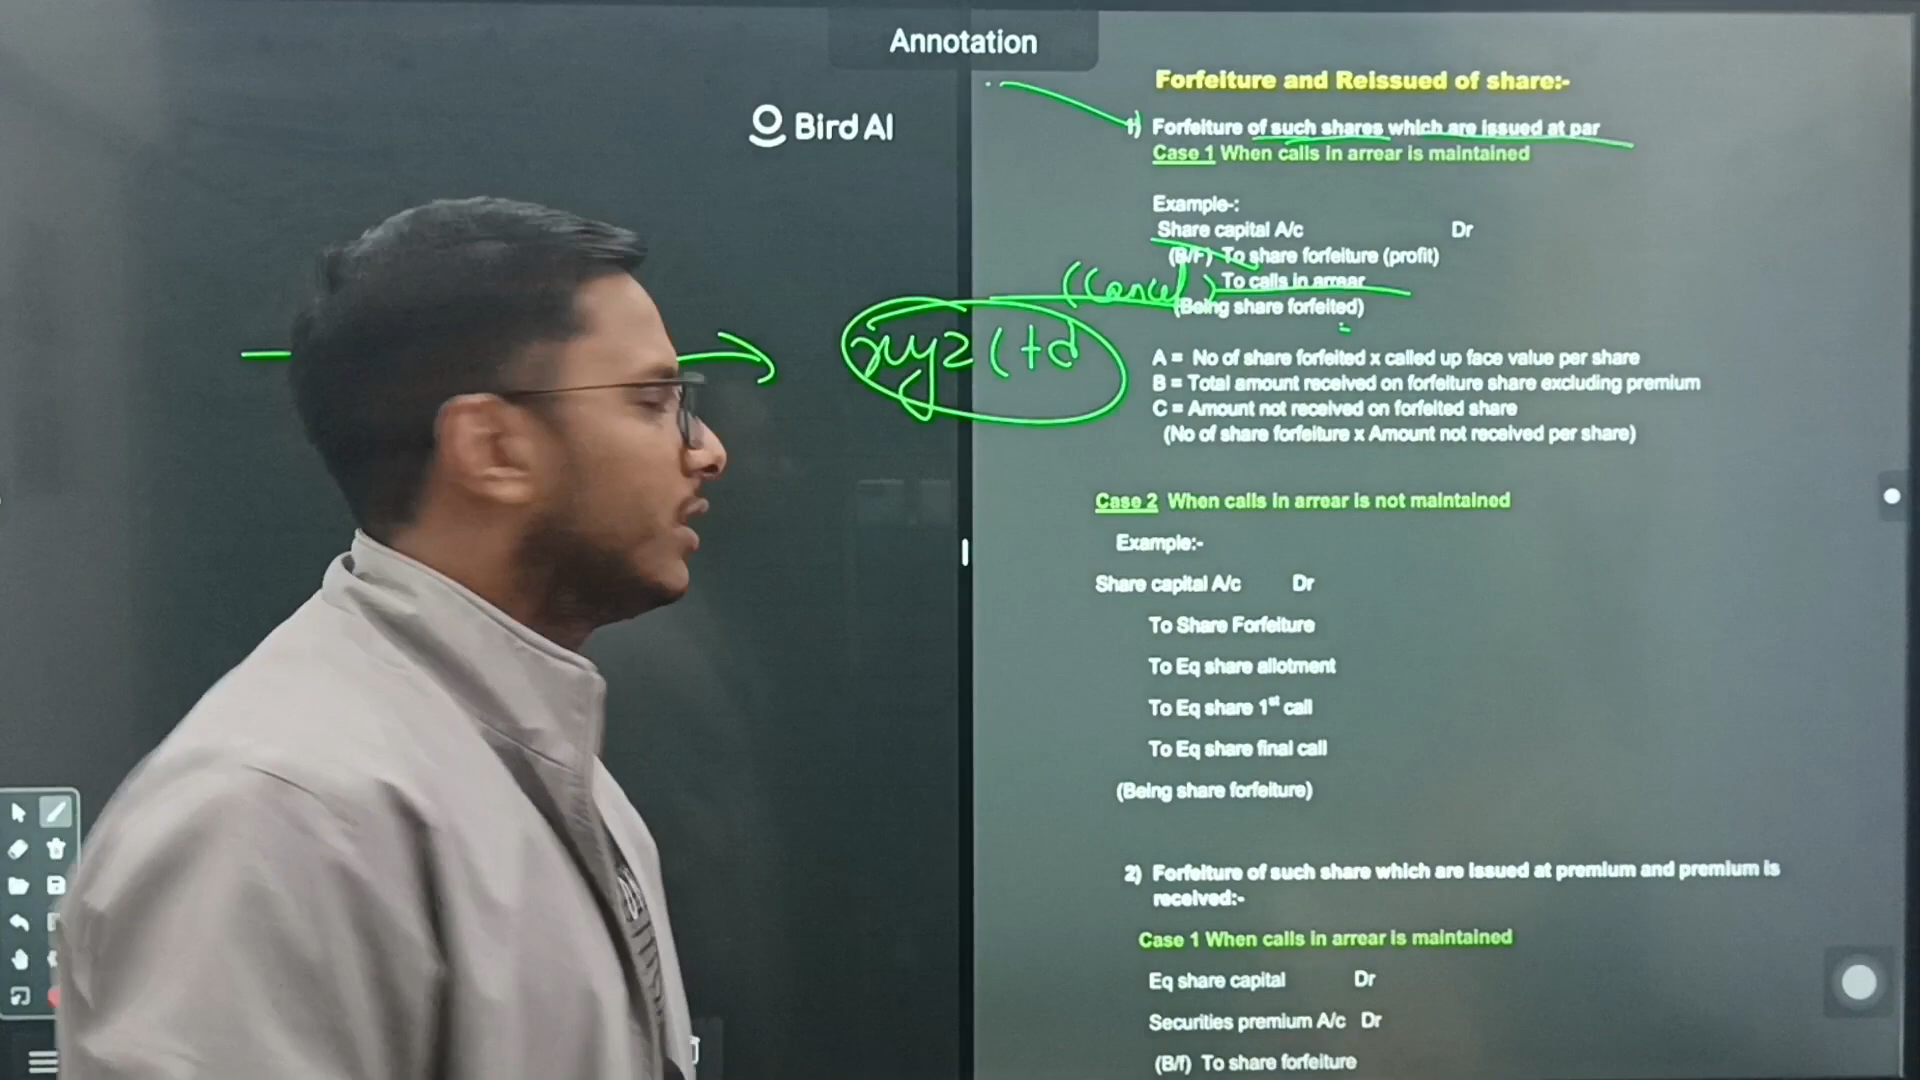 Annotation
Bird AI
Forfeiture and Reissued of share:-
1) Forfeiture of such shares which are issued at par
Case 1 When calls in arrear is maintained
Example-:
Share capital A/c Dr
(B/F) To share forfeiture (profit)
(Cancel) To calls in arrear
(Being share forfeited)
xyz Ltd
A = No of share forfeited x called up face value per share
B = Total amount received on forfeiture share excluding premium
C = Amount not received on forfeited share
(No of share forfeiture x Amount not received per share)
Case 2 When calls in arrear is not maintained
Example:-
Share capital A/c Dr
To Share Forfeiture
To Eq share allotment
To Eq share 1st call
To Eq share final call
(Being share forfeiture)
2) Forfeiture of such share which are issued at premium and premium is
received:-
Case 1 When calls in arrear is maintained
Eq share capital Dr
Securities premium A/c Dr
(B/f) To share forfeiture